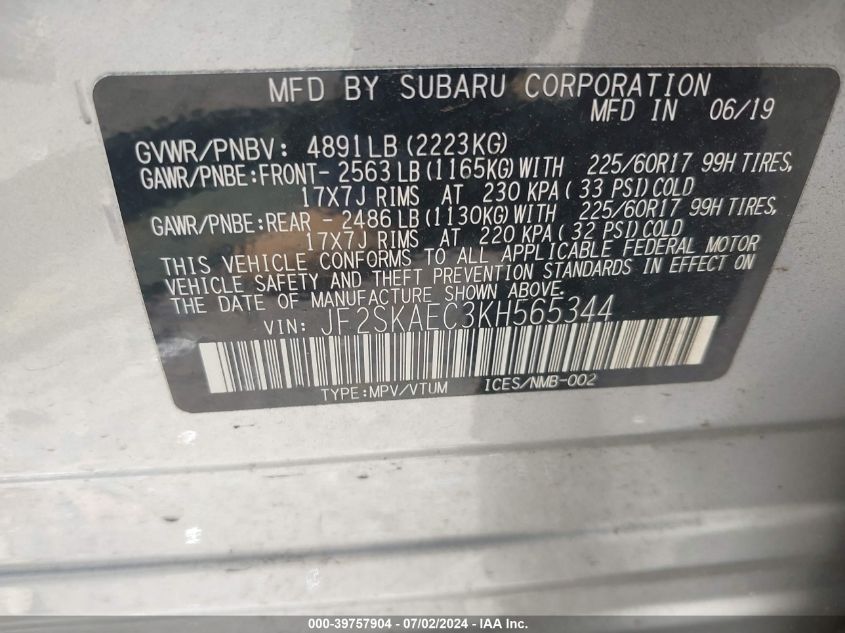 MFD BY SUBARU CORPORATION
MFD IN 06/19
GVWR/PNBV: 4891LB (2223KG)
GAWR/PNBE:FRONT- 2563 LB (1165KG) WITH 225/60R17 99H TIRES,
17X7J RIMS AT 230 KPA ( 33 PSI) COLD
GAWR/PNBE:REAR - 2486 LB (1130KG) WITH 225/60R17 99H TIRES,
17X7J RIMS AT 220 KPA ( 32 PSI) COLD
THIS VEHICLE CONFORMS TO ALL APPLICABLE FEDERAL MOTOR
VEHICLE SAFETY AND THEFT PREVENTION STANDARDS IN EFFECT ON
THE DATE OF MANUFACTURE SHOWN ABOVE.
VIN: JF2SKAEC3KH565344
TYPE:MPV/VTUM ICES/NMB-002
000-39757904 - 07/02/2024 - IAA Inc.